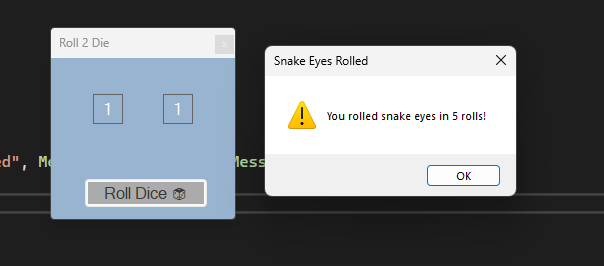 Roll 2 Die
x
1 1
Roll Dice
Snake Eyes Rolled
You rolled snake eyes in 5 rolls!
OK
ed", Me
Mess